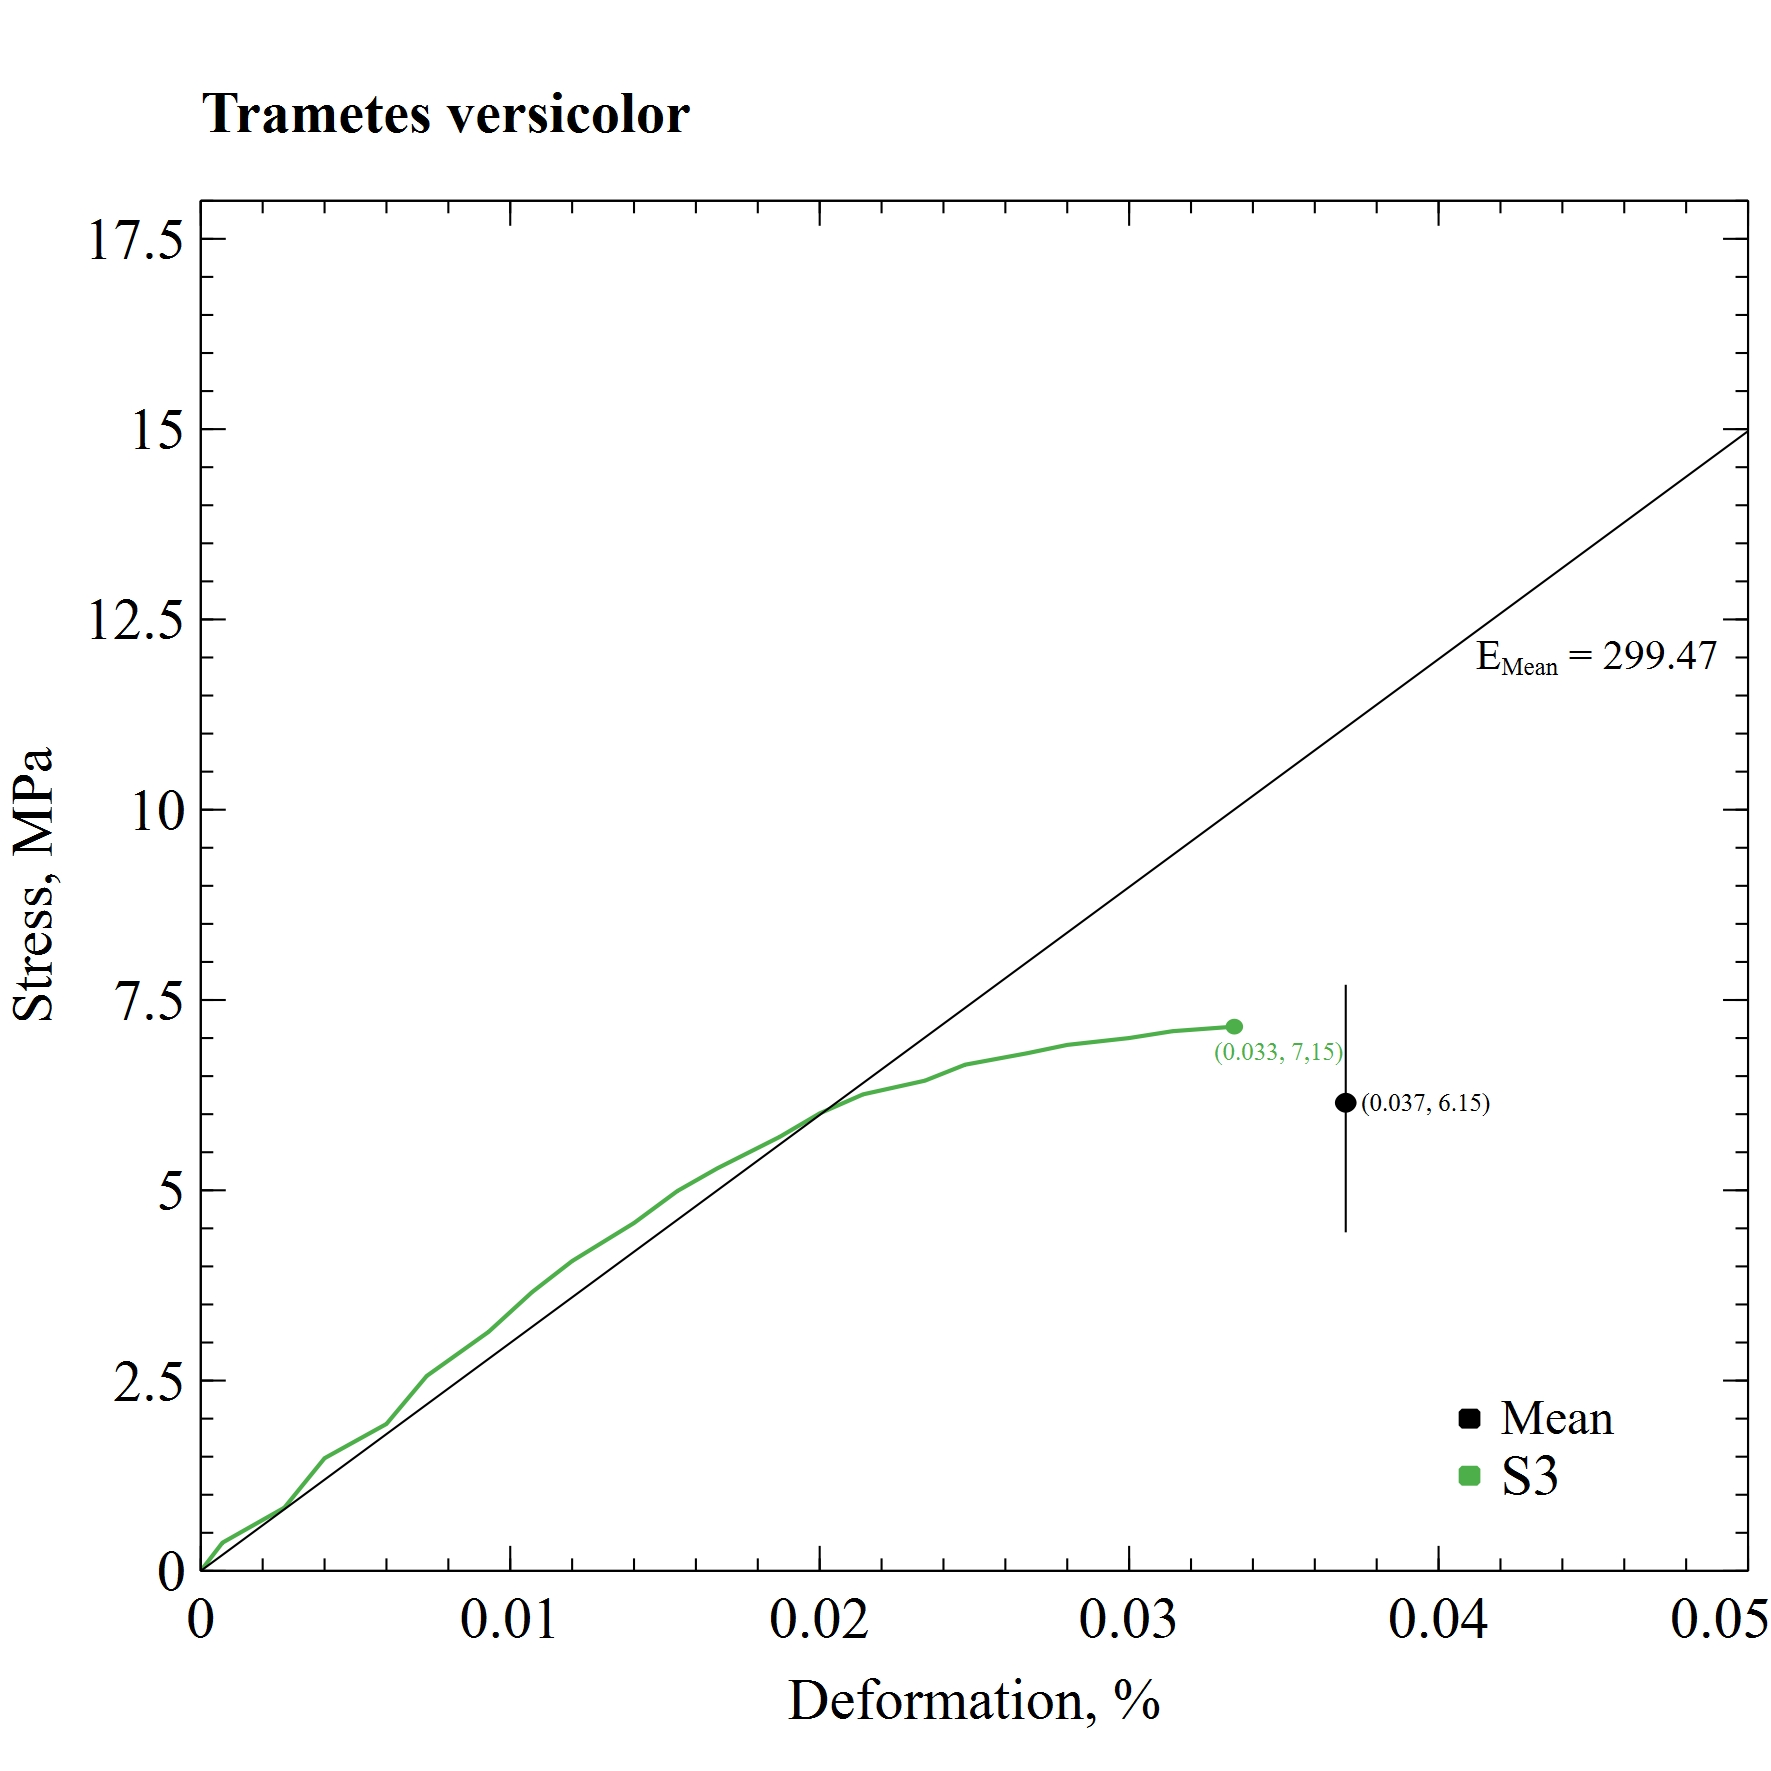 Trametes versicolor
17.5
15
12.5
10
7.5
5
2.5
0
Stress, MPa
E_Mean = 299.47
(0.033, 7,15)
(0.037, 6.15)
Mean
S3
0 0.01 0.02 0.03 0.04 0.05
Deformation, %